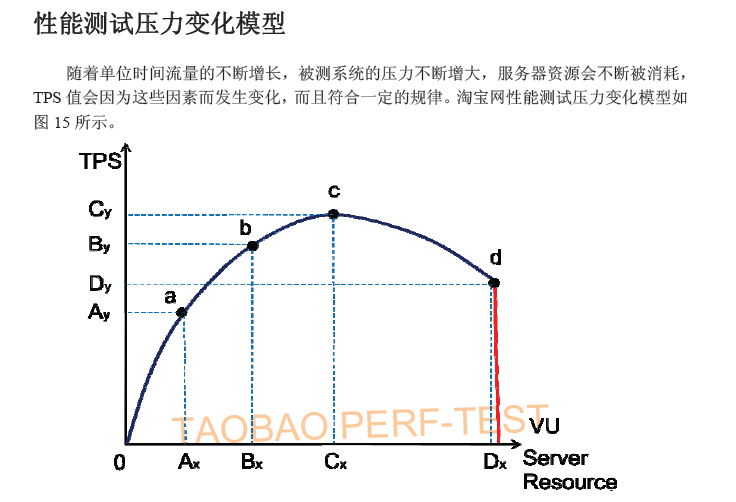 性能测试压力变化模型
随着单位时间流量的不断增长，被测系统的压力不断增大，服务器资源会不断被消耗，
TPS 值会因为这些因素而发生变化，而且符合一定的规律。淘宝网性能测试压力变化模型如
图 15 所示。
TPS
c
Cy
b
By
d
Dy
a
Ay
TAOBAO PERF-TEST
VU
0 Ax Bx Cx Dx Server
Resource